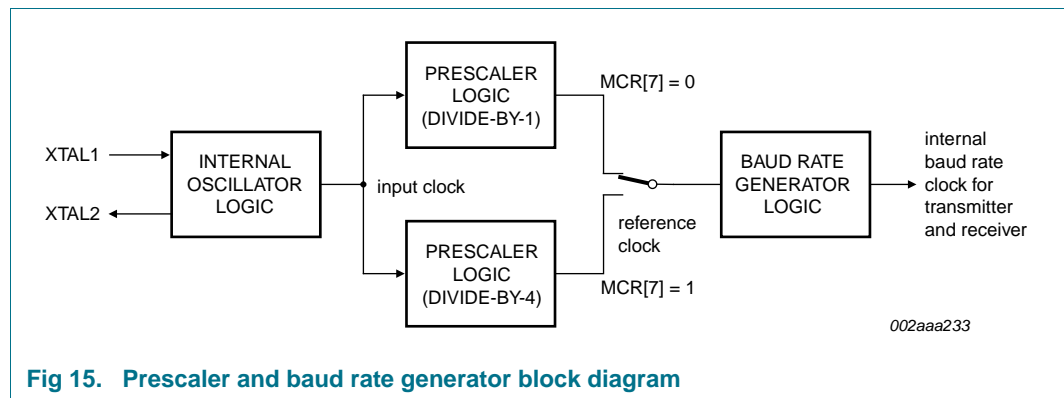 XTAL1
XTAL2
INTERNAL
OSCILLATOR
LOGIC
input clock
PRESCALER
LOGIC
(DIVIDE-BY-1)
PRESCALER
LOGIC
(DIVIDE-BY-4)
MCR[7] = 0
reference
clock
MCR[7] = 1
BAUD RATE
GENERATOR
LOGIC
internal
baud rate
clock for
transmitter
and receiver
002aaa233
Fig 15. Prescaler and baud rate generator block diagram